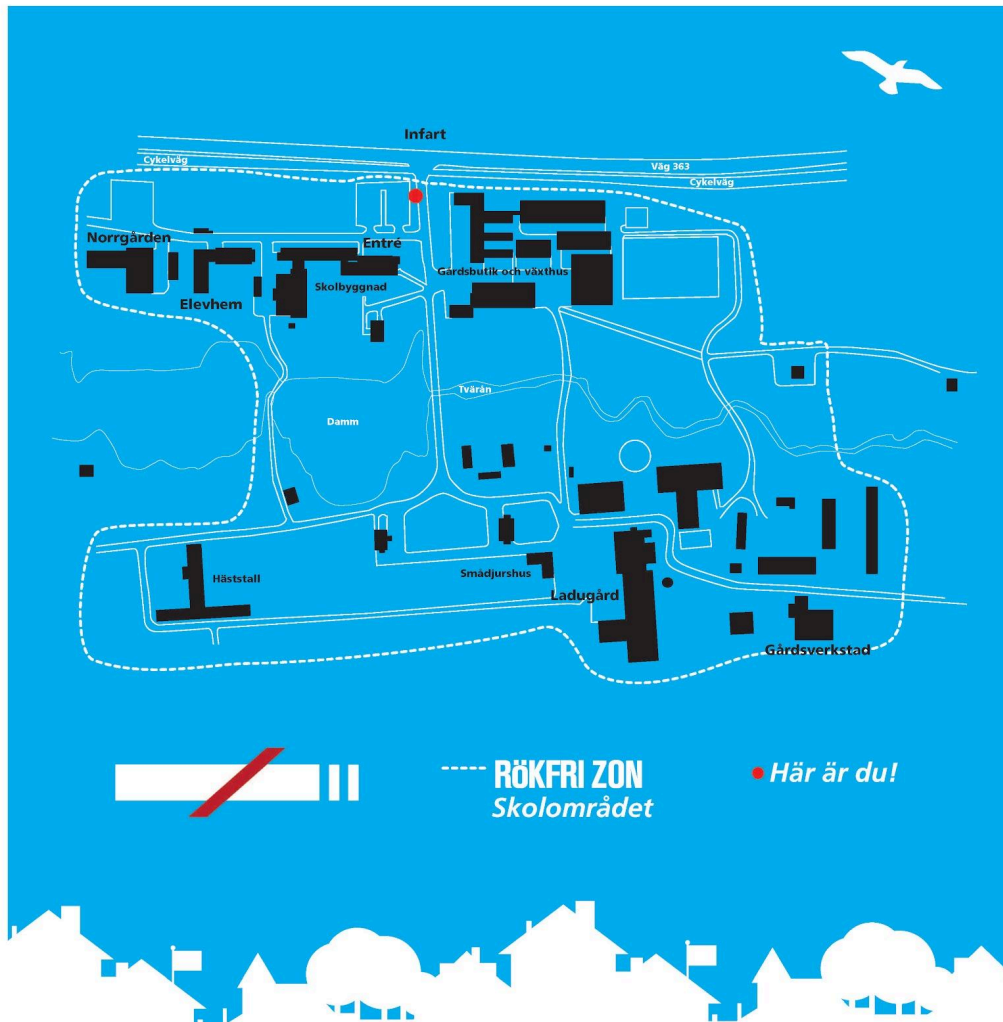 Infart
Cykelväg
Väg 363
Cykelväg
Norrgården
Entré
Gårdsbutik och växthus
Skolbyggnad
Elevhem
Tvärån
Damm
Häststall
Smådjurshus
Ladugård
Gårdsverkstad
RÖKFRI ZON
Skolområdet
Här är du!